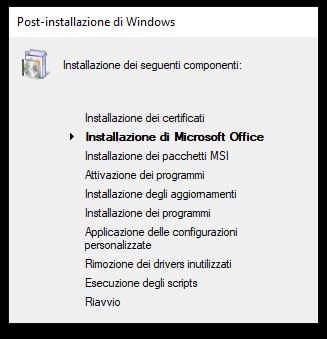 Post-installazione di Windows
Installazione dei seguenti componenti:
Installazione dei certificati
Installazione di Microsoft Office
Installazione dei pacchetti MSI
Attivazione dei programmi
Installazione degli aggiornamenti
Installazione dei programmi
Applicazione delle configurazioni
personalizzate
Rimozione dei drivers inutilizzati
Esecuzione degli scripts
Riavvio